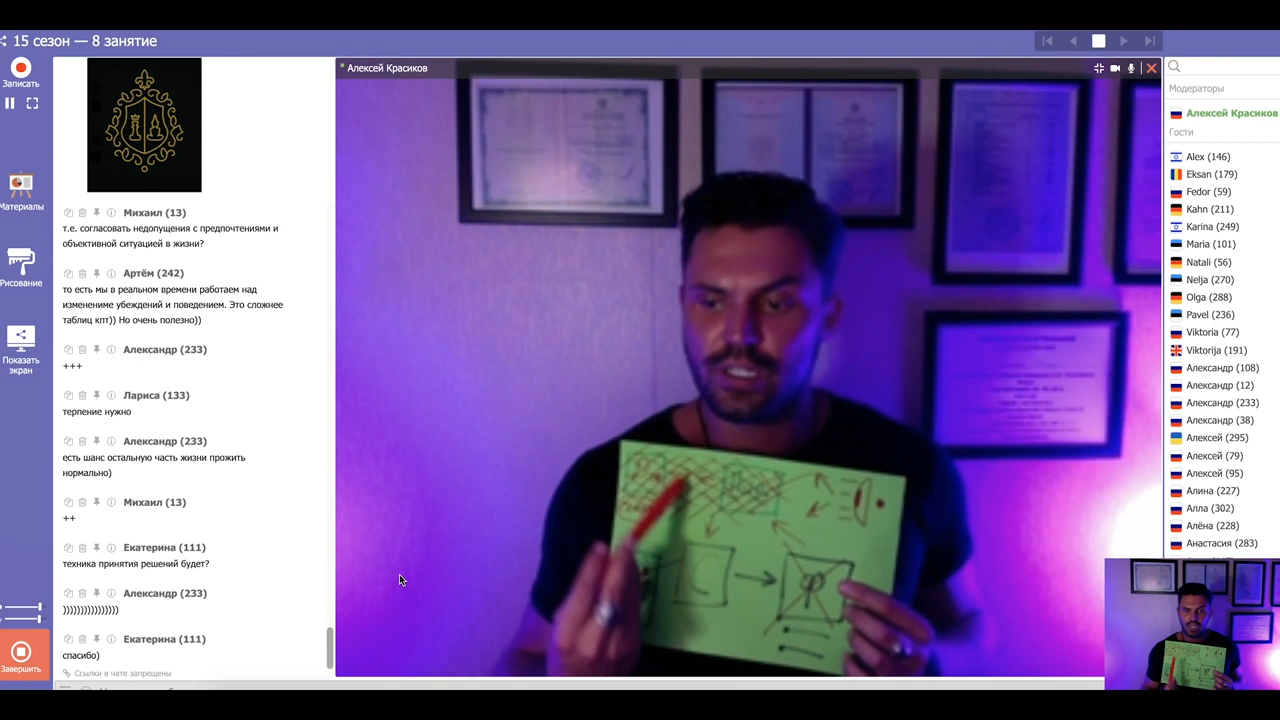 15 сезон — 8 занятие
Записать
Материалы
Рисование
Показать
экран
Завершить
Михаил (13)
т.е. согласовать недопущения с предпочтениями и
объективной ситуацией в жизни?
Артём (242)
то есть мы в реальном времени работаем над
изменениме убеждений и поведением. Это сложнее
таблиц кпт)) Но очень полезно))
Александр (233)
+++
Лариса (133)
терпение нужно
Александр (233)
есть шанс остальную часть жизни прожить
нормально)
Михаил (13)
++
Екатерина (111)
техника принятия решений будет?
Александр (233)
))))))))))))))))
Екатерина (111)
спасибо)
Ссылки в чате запрещены
Алексей Красиков
Модераторы
Алексей Красиков
Гости
Alex (146)
Eksan (179)
Fedor (59)
Kahn (211)
Karina (249)
Maria (101)
Natali (56)
Nelja (270)
Olga (288)
Pavel (236)
Viktoria (77)
Viktorija (191)
Александр (108)
Александр (12)
Александр (233)
Александр (38)
Алексей (295)
Алексей (79)
Алексей (95)
Алина (227)
Алла (302)
Алёна (228)
Анастасия (283)